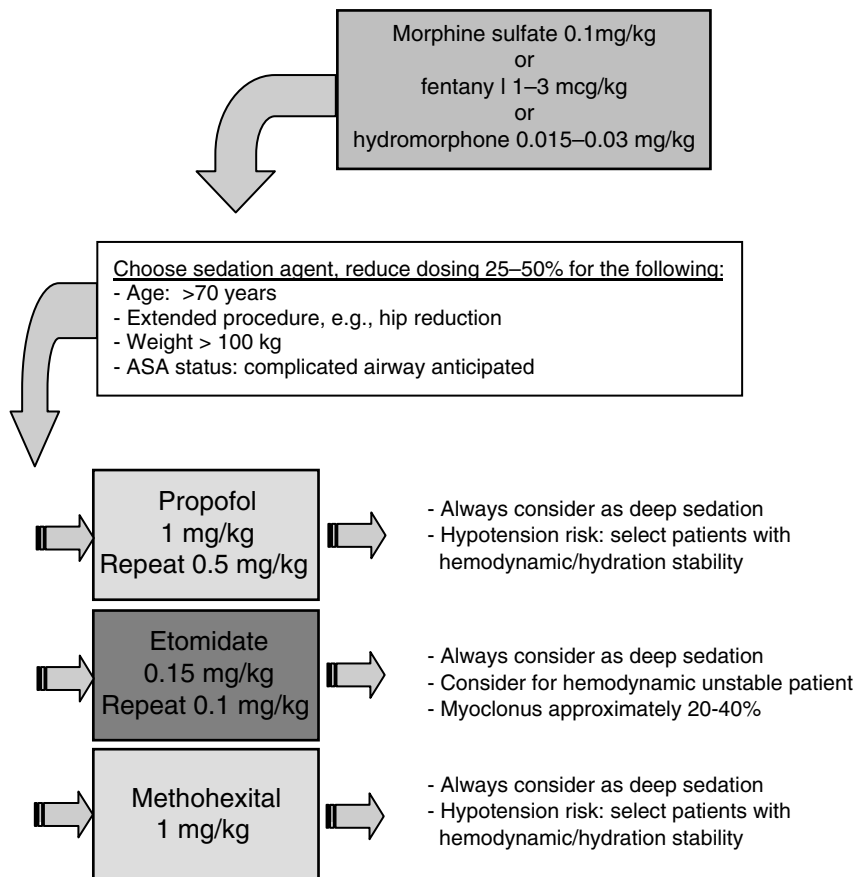 Morphine sulfate 0.1mg/kg
or
fentany l 1–3 mcg/kg
or
hydromorphone 0.015–0.03 mg/kg
Choose sedation agent, reduce dosing 25–50% for the following:
- Age: >70 years
- Extended procedure, e.g., hip reduction
- Weight > 100 kg
- ASA status: complicated airway anticipated
Propofol
1 mg/kg
Repeat 0.5 mg/kg
- Always consider as deep sedation
- Hypotension risk: select patients with
hemodynamic/hydration stability
Etomidate
0.15 mg/kg
Repeat 0.1 mg/kg
- Always consider as deep sedation
- Consider for hemodynamic unstable patient
- Myoclonus approximately 20-40%
Methohexital
1 mg/kg
- Always consider as deep sedation
- Hypotension risk: select patients with
hemodynamic/hydration stability